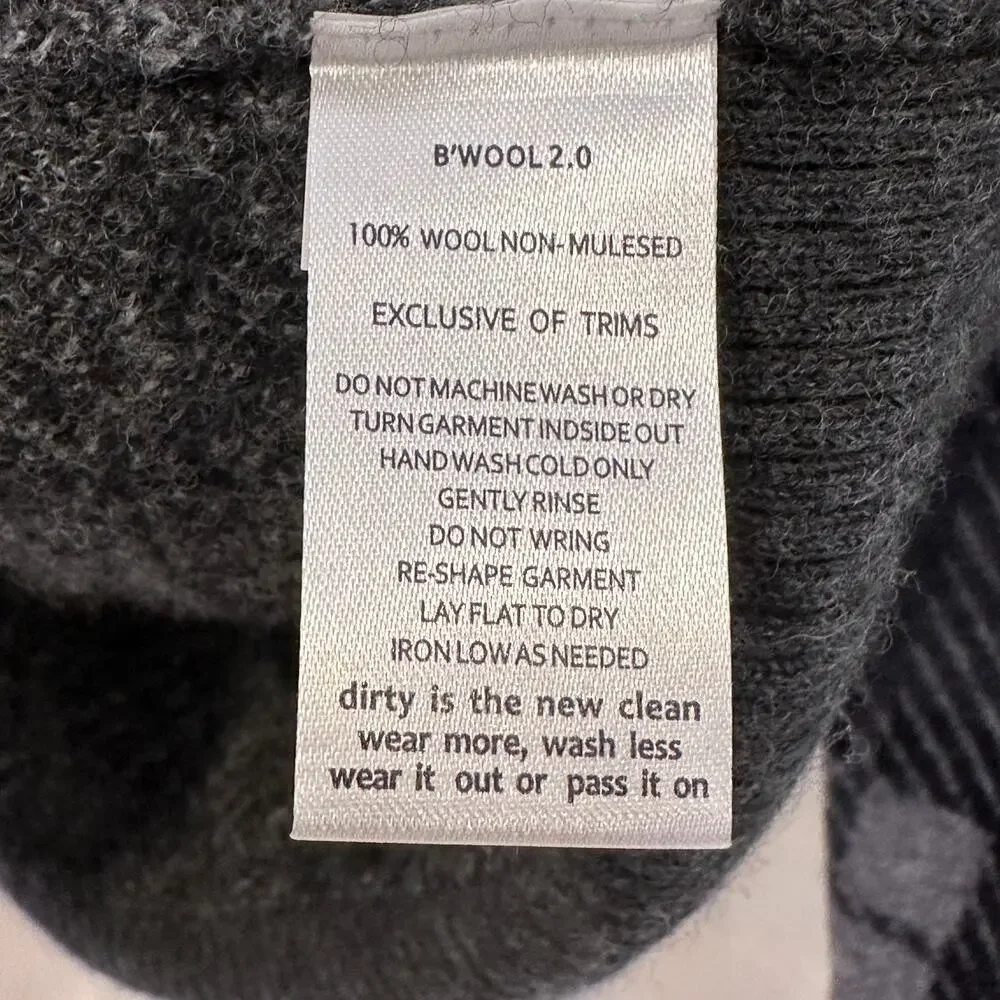 B'WOOL 2.0
100% WOOL NON-MULESED
EXCLUSIVE OF TRIMS
DO NOT MACHINE WASH OR DRY
TURN GARMENT INDSIDE OUT
HAND WASH COLD ONLY
GENTLY RINSE
DO NOT WRING
RE-SHAPE GARMENT
LAY FLAT TO DRY
IRON LOW AS NEEDED
dirty is the new clean
wear more, wash less
wear it out or pass it on